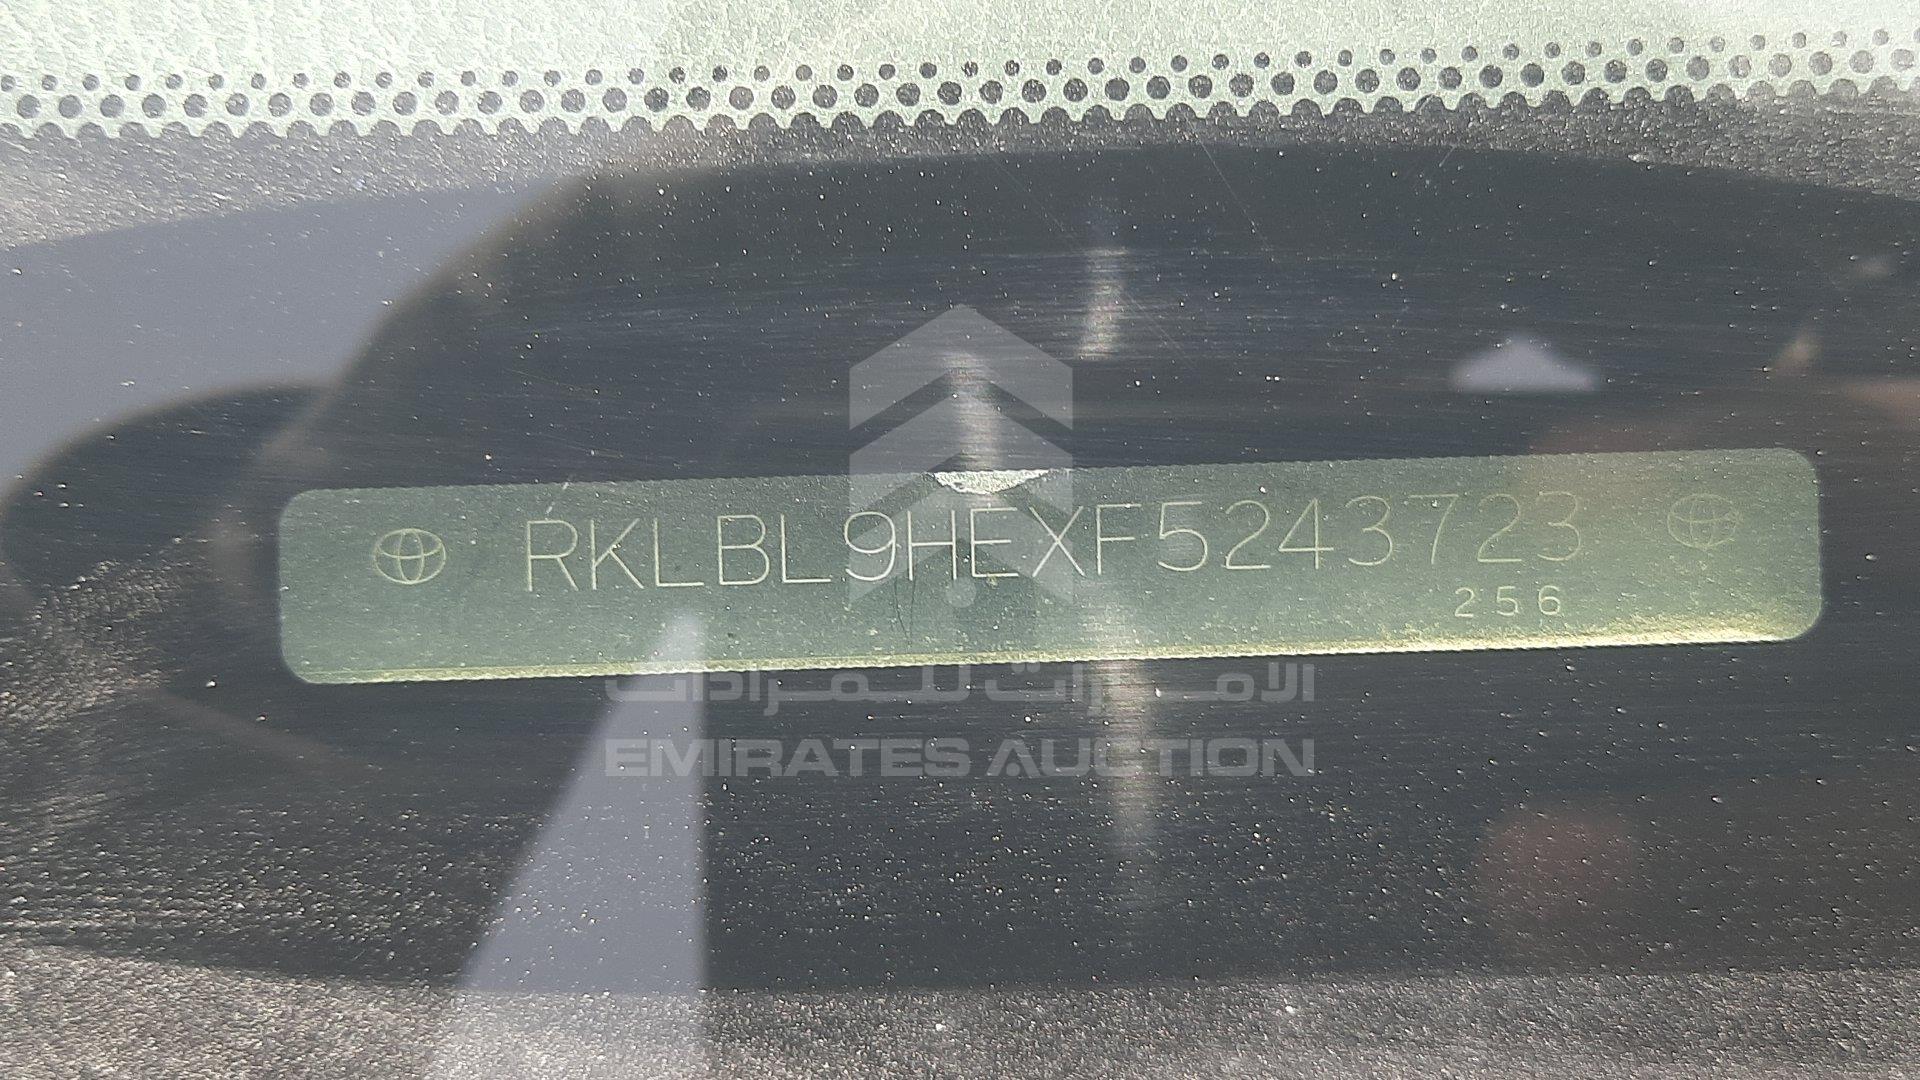 RKLBL9HEXF5243723
256
الامارات للمزادات
EMIRATES AUCTION